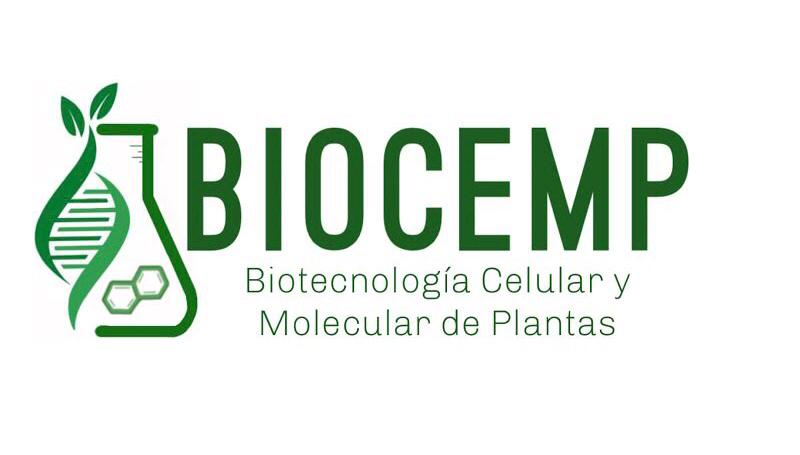 BIOCEMP
Biotecnología Celular y
Molecular de Plantas